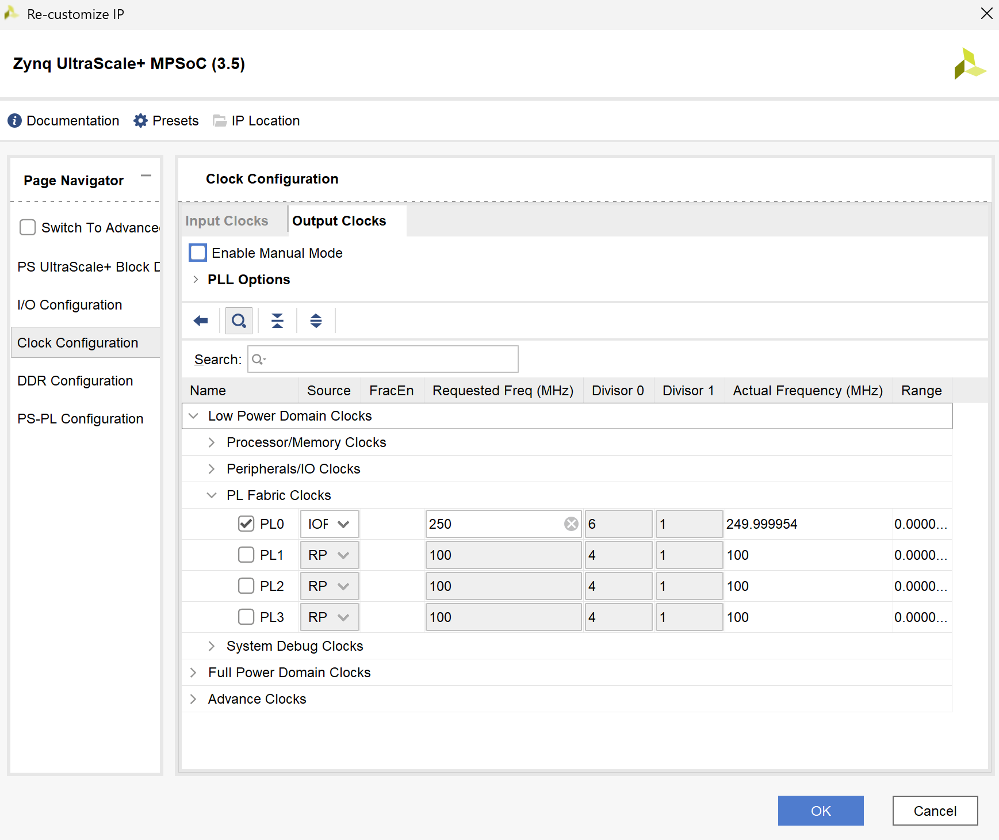 Re-customize IP
Zynq UltraScale+ MPSoC (3.5)
Documentation Presets IP Location
Page Navigator
Switch To Advanced
PS UltraScale+ Block D
I/O Configuration
Clock Configuration
DDR Configuration
PS-PL Configuration
Clock Configuration
Input Clocks Output Clocks
Enable Manual Mode
PLL Options
Search:
Name Source FracEn Requested Freq (MHz) Divisor 0 Divisor 1 Actual Frequency (MHz) Range
Low Power Domain Clocks
Processor/Memory Clocks
Peripherals/IO Clocks
PL Fabric Clocks
PL0 IOP 250 6 1 249.999954 0.0000...
PL1 RP 100 4 1 100 0.0000...
PL2 RP 100 4 1 100 0.0000...
PL3 RP 100 4 1 100 0.0000...
System Debug Clocks
Full Power Domain Clocks
Advance Clocks
OK Cancel